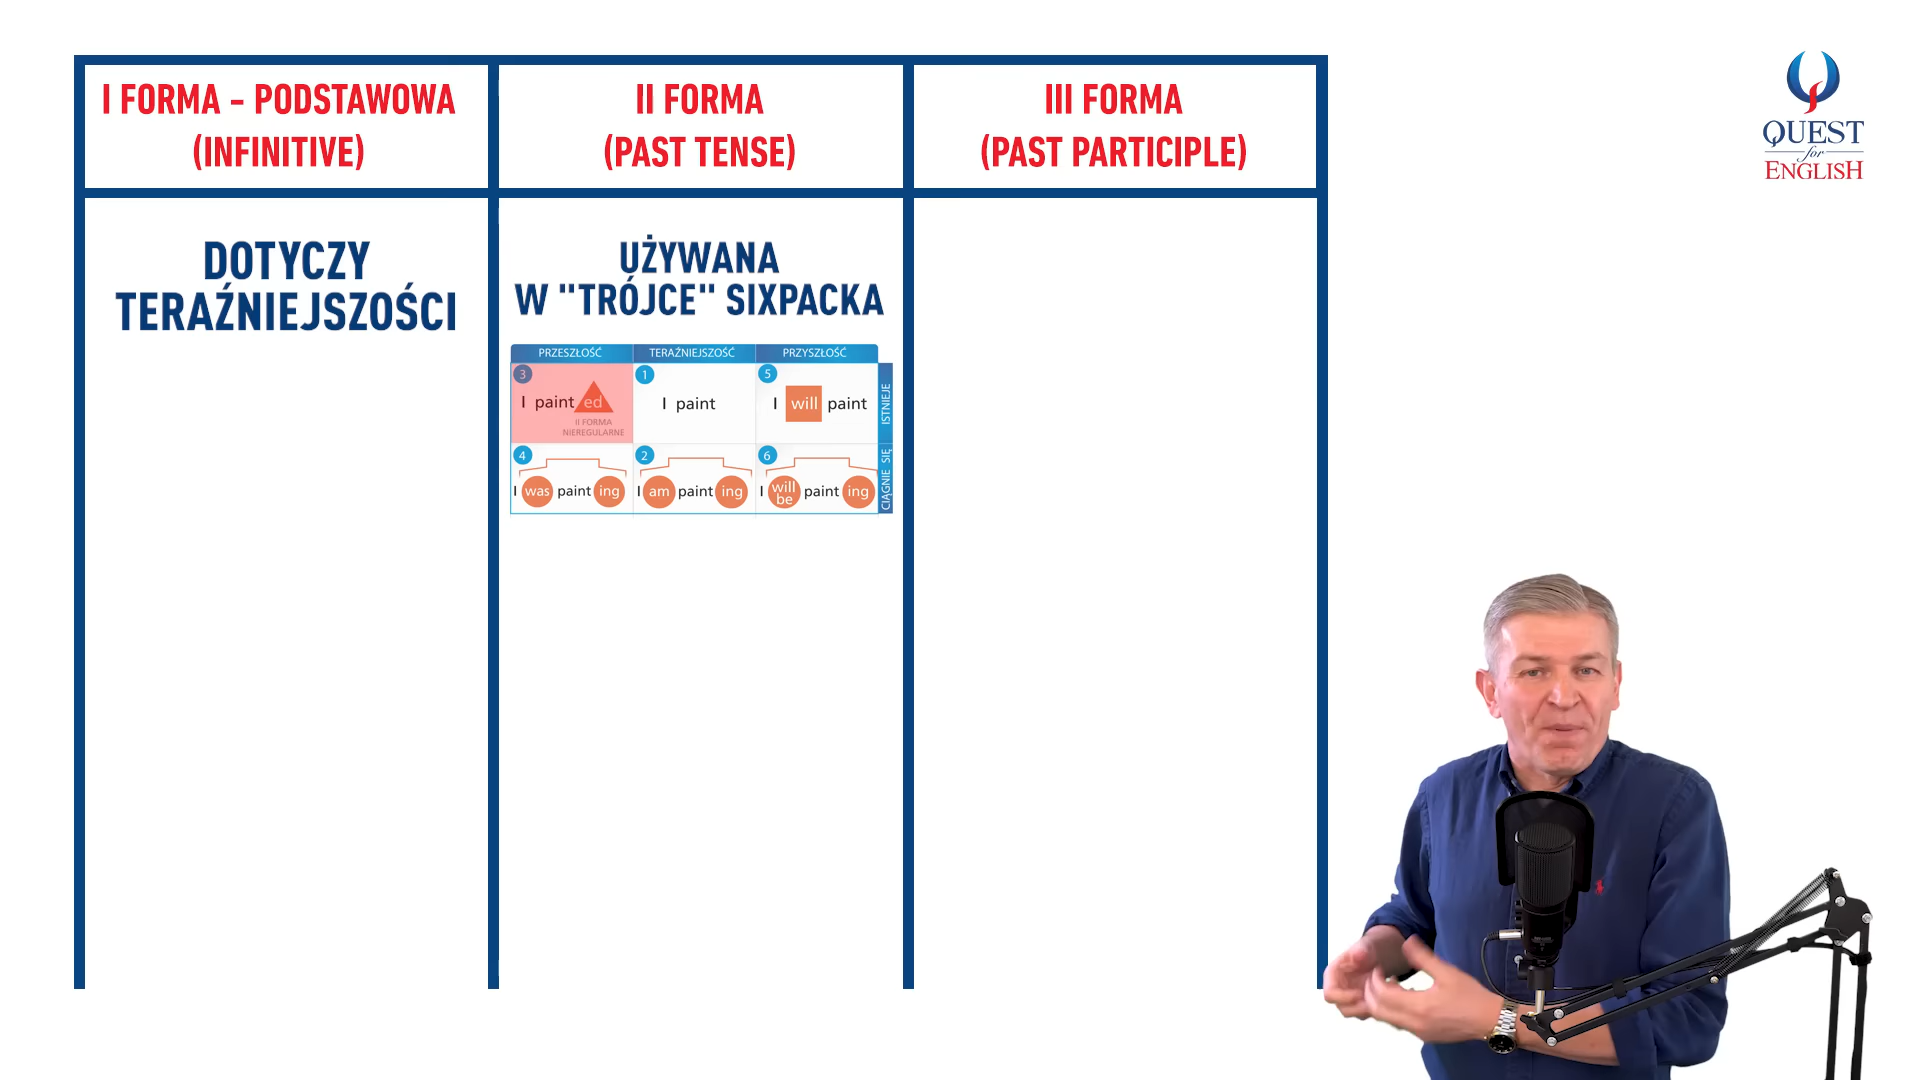 I FORMA - PODSTAWOWA
(INFINITIVE)
II FORMA
(PAST TENSE)
III FORMA
(PAST PARTICIPLE)
QUEST
for
ENGLISH
DOTYCZY
TERAŹNIEJSZOŚCI
UŻYWANA
W "TRÓJCE" SIXPACKA
PRZESZŁOŚĆ TERAŹNIEJSZOŚĆ PRZYSZŁOŚĆ
3
I paint ed
II FORMA
NIEREGULARNE
1
I paint
5
I will paint
ISTNIEJE
4
I was paint ing
2
I am paint ing
6
I will be paint ing
CIĄGNIE SIĘ